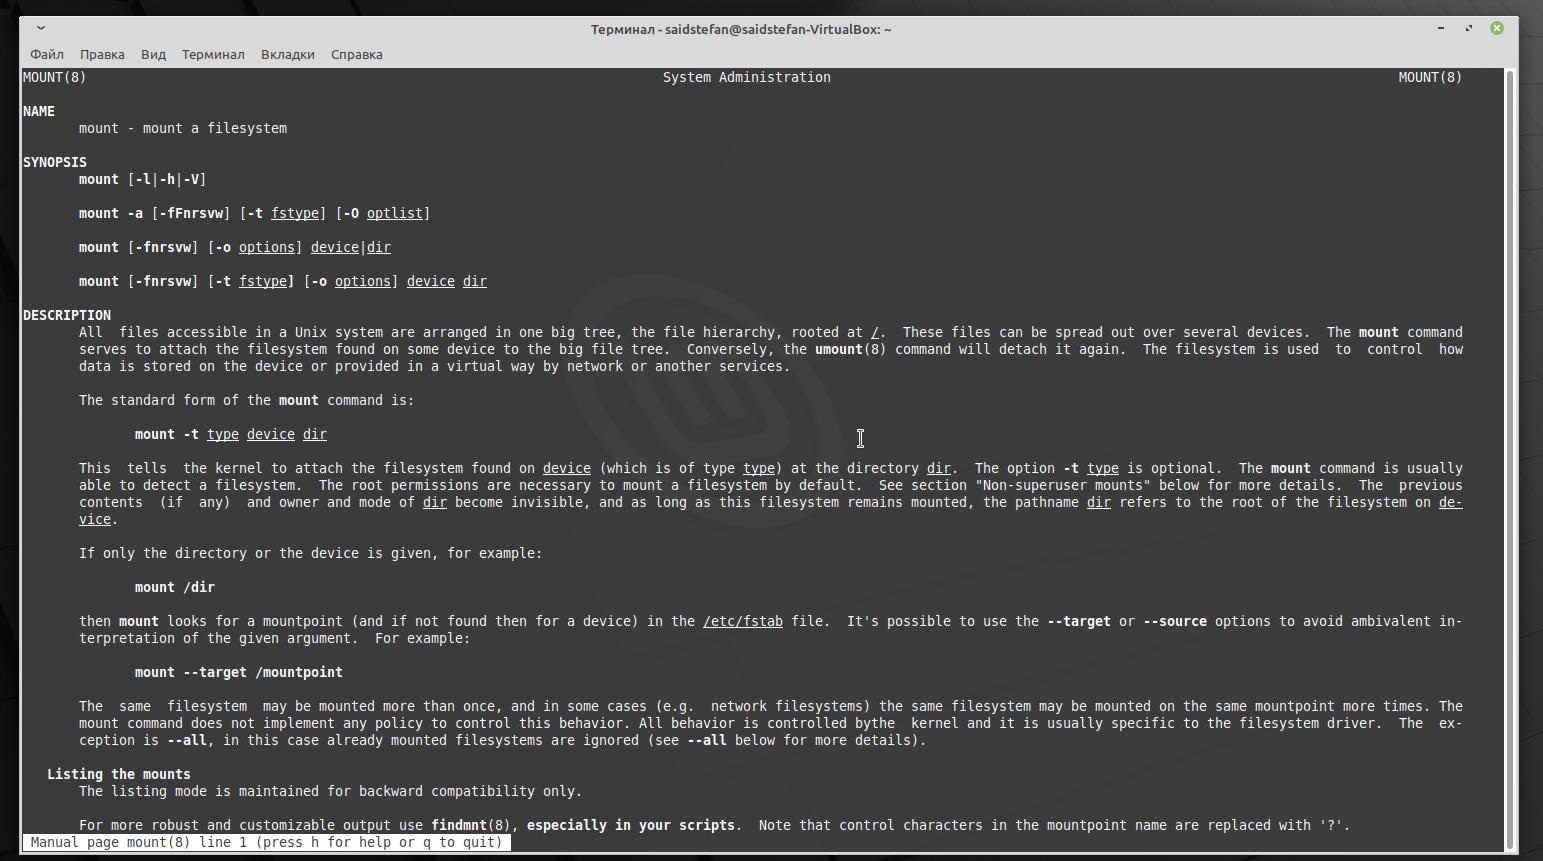 Терминал - saidstefan@saidstefan-VirtualBox: ~
Файл Правка Вид Терминал Вкладки Справка
MOUNT(8) System Administration MOUNT(8)
NAME
mount - mount a filesystem
SYNOPSIS
mount [-l|-h|-V]
mount -a [-fFnrsvw] [-t fstype] [-O optlist]
mount [-fnrsvw] [-o options] device|dir
mount [-fnrsvw] [-t fstype] [-o options] device dir
DESCRIPTION
All  files accessible in a Unix system are arranged in one big tree, the file hierarchy, rooted at /.  These files can be spread out over several devices.  The mount command
serves to attach the filesystem found on some device to the big file tree.  Conversely, the umount(8) command will detach it again.  The filesystem is used  to  control  how
data is stored on the device or provided in a virtual way by network or another services.
The standard form of the mount command is:
mount -t type device dir
This  tells  the kernel to attach the filesystem found on device (which is of type type) at the directory dir.  The option -t type is optional.  The mount command is usually
able to detect a filesystem.  The root permissions are necessary to mount a filesystem by default.  See section "Non-superuser mounts" below for more details.  The  previous
contents  (if  any)  and owner and mode of dir become invisible, and as long as this filesystem remains mounted, the pathname dir refers to the root of the filesystem on de-
vice.
If only the directory or the device is given, for example:
mount /dir
then mount looks for a mountpoint (and if not found then for a device) in the /etc/fstab file.  It's possible to use the --target or --source options to avoid ambivalent in-
terpretation of the given argument.  For example:
mount --target /mountpoint
The  same  filesystem  may be mounted more than once, and in some cases (e.g.  network filesystems) the same filesystem may be mounted on the same mountpoint more times. The
mount command does not implement any policy to control this behavior. All behavior is controlled bythe  kernel and it is usually specific to the filesystem driver.  The  ex-
ception is --all, in this case already mounted filesystems are ignored (see --all below for more details).
Listing the mounts
The listing mode is maintained for backward compatibility only.
For more robust and customizable output use findmnt(8), especially in your scripts.  Note that control characters in the mountpoint name are replaced with '?'.
Manual page mount(8) line 1 (press h for help or q to quit)